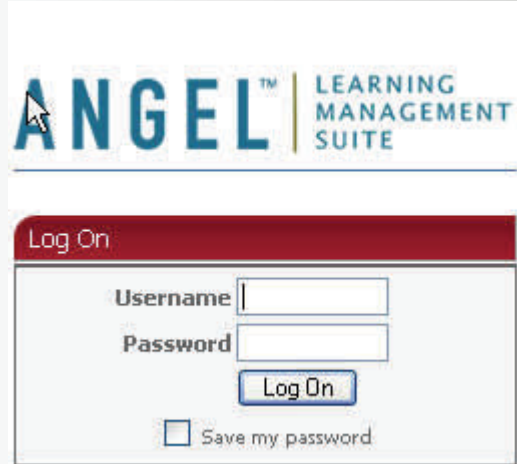 ANGEL™ LEARNING
MANAGEMENT
SUITE
Log On
Username
Password
Log On
Save my password